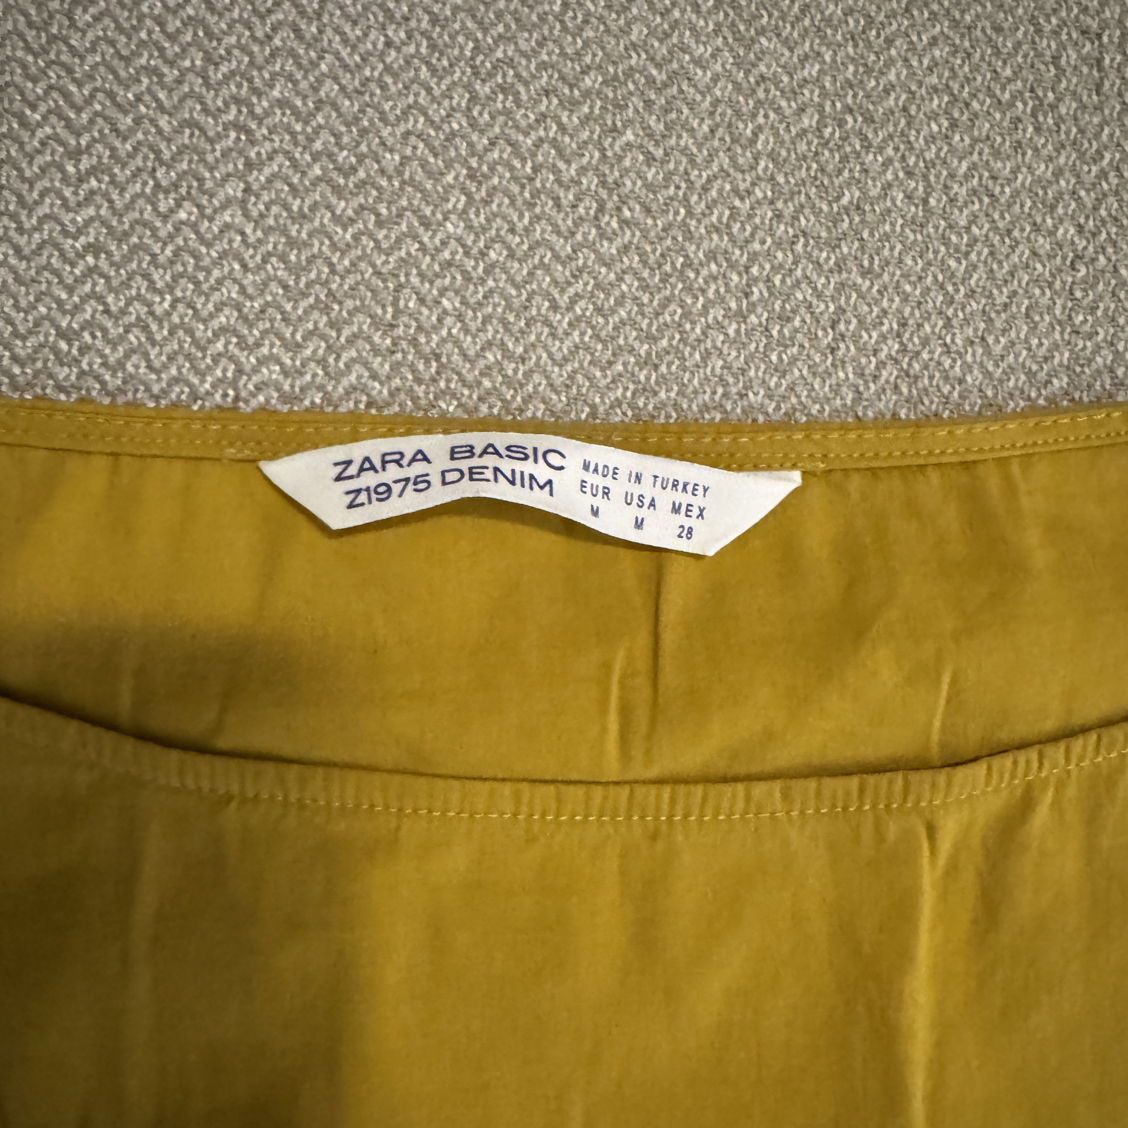 ZARA BASIC
Z1975 DENIM
MADE IN TURKEY
EUR USA MEX
M M 28